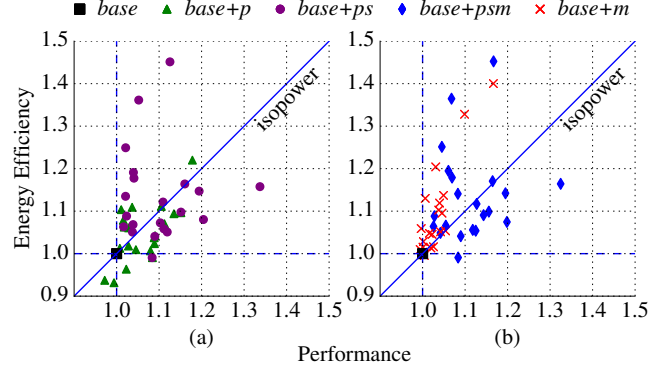 base base+p base+ps base+psm base+m
Energy Efficiency
1.5
1.4
1.3
1.2
1.1
1.0
0.9
isopower
0.9 1.0 1.1 1.2 1.3 1.4 1.5
(a)
1.5
1.4
1.3
1.2
1.1
1.0
0.9
isopower
1.0 1.1 1.2 1.3 1.4 1.5
(b)
Performance